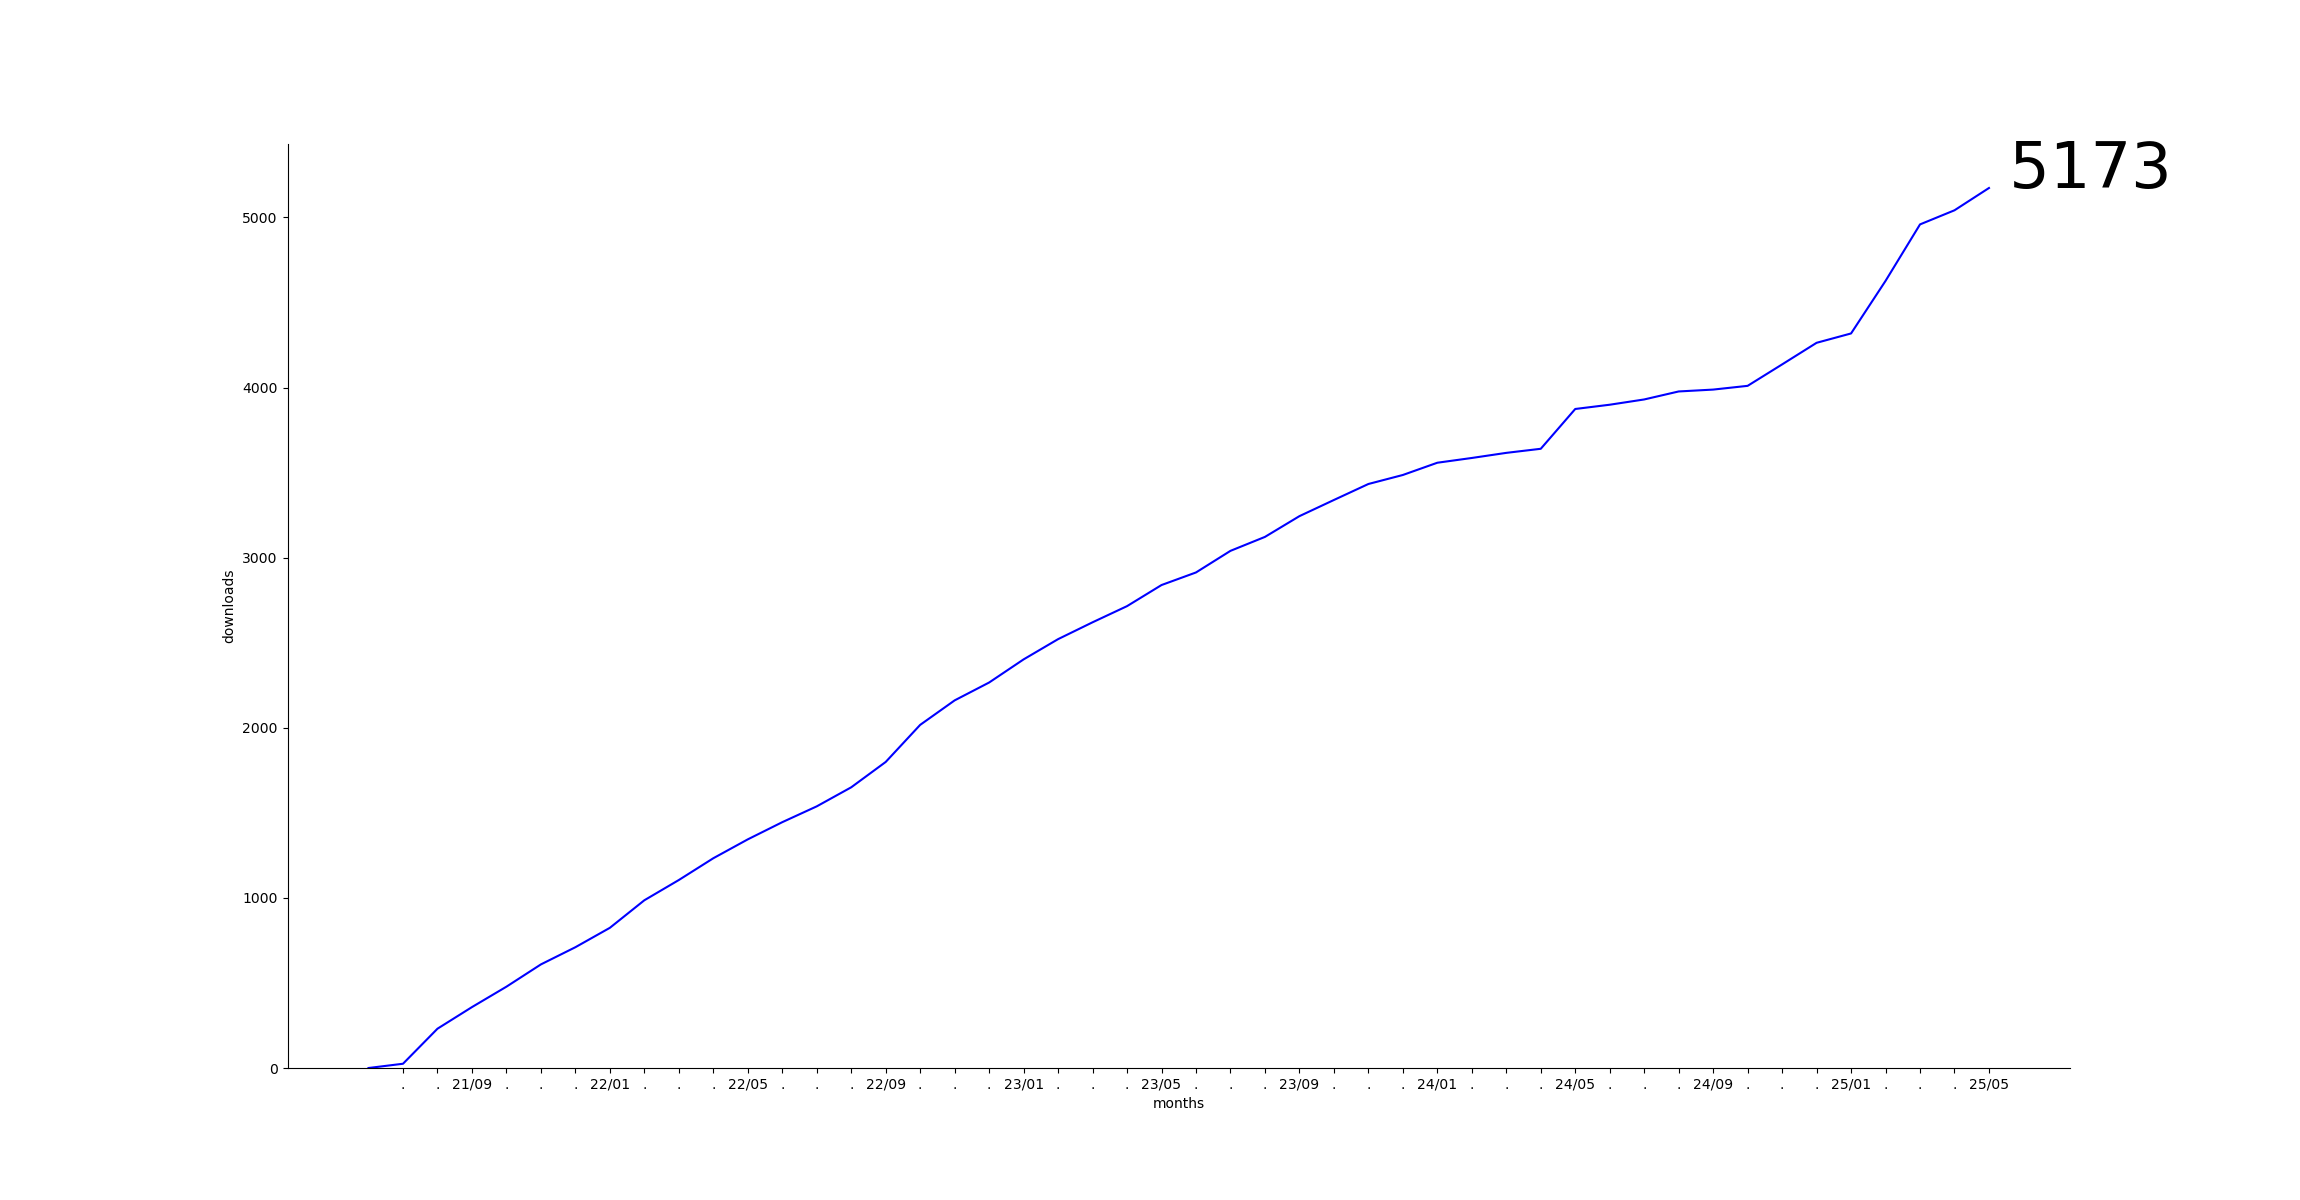 5173
5000
4000
3000
2000
1000
0
downloads
. . 21/09 . . . 22/01 . . . 22/05 . . . 22/09 . . . 23/01 . . . 23/05 . . . 23/09 . . . 24/01 . . . 24/05 . . . 24/09 . . . 25/01 . . . 25/05
months